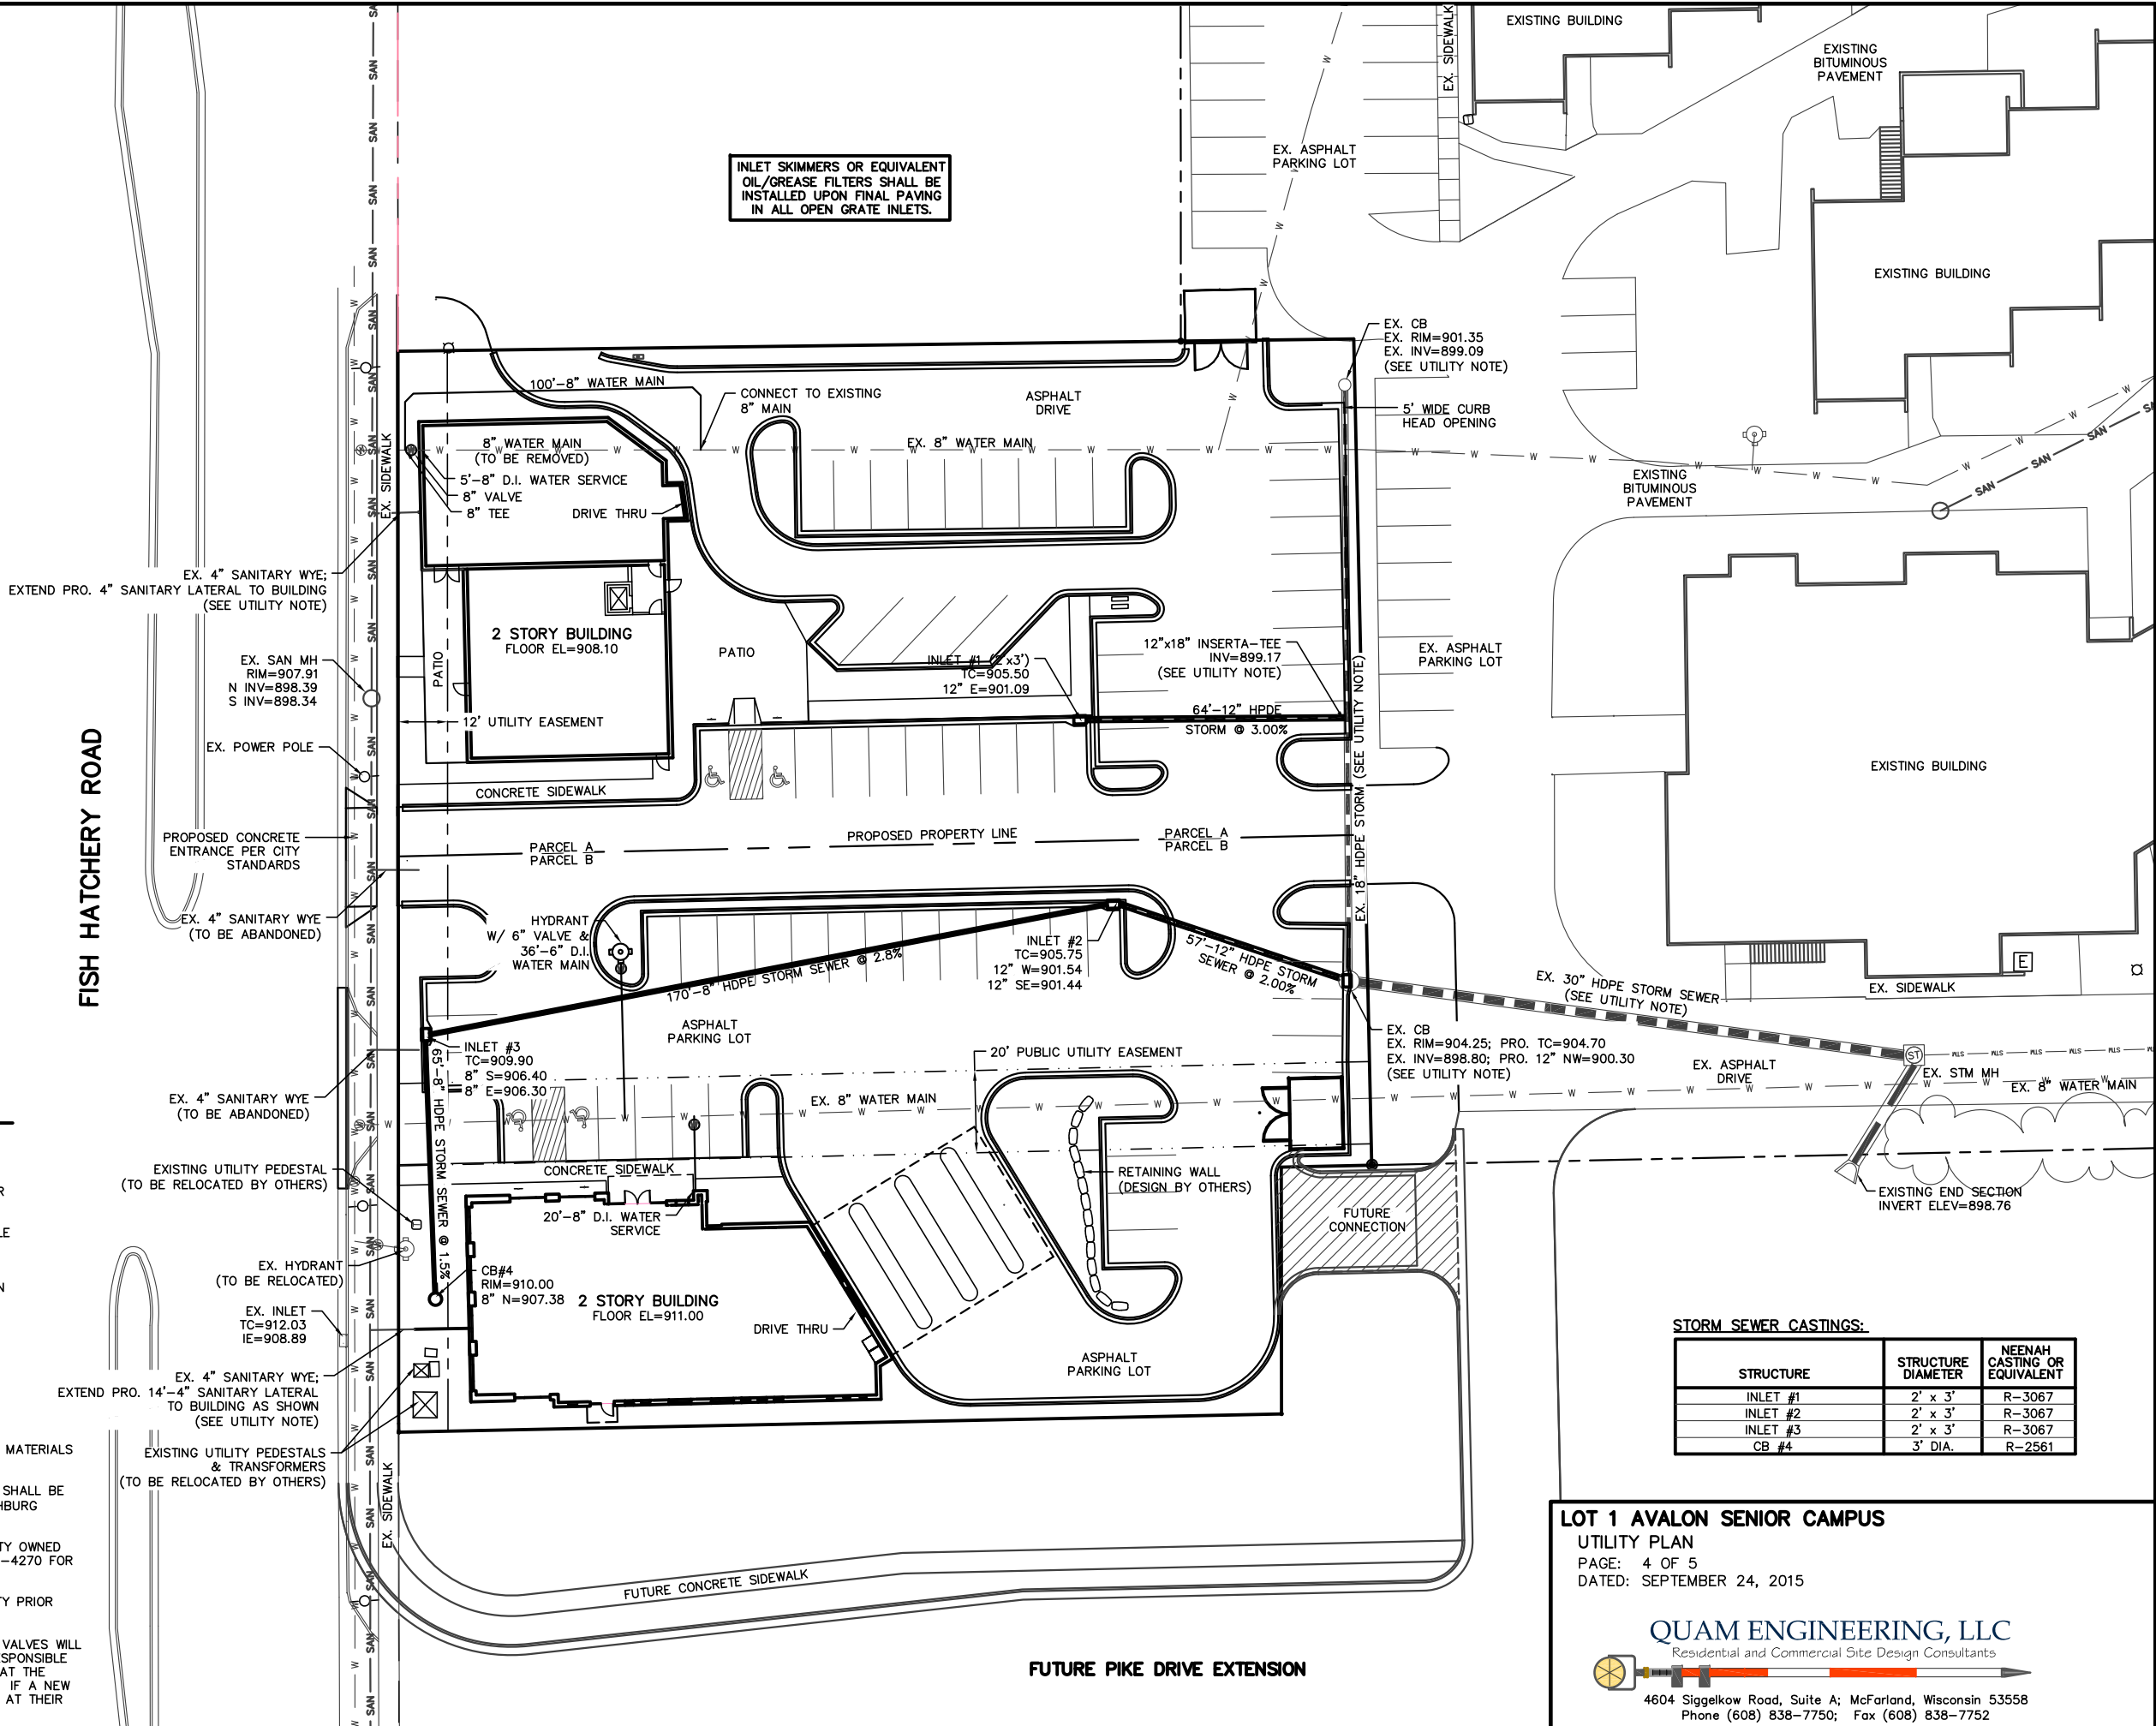 EXISTING BUILDING
EX. SIDEWALK
EXISTING
BITUMINOUS
PAVEMENT
INLET SKIMMERS OR EQUIVALENT
OIL/GREASE FILTERS SHALL BE
INSTALLED UPON FINAL PAVING
IN ALL OPEN GRATE INLETS.
EX. ASPHALT
PARKING LOT
EXISTING BUILDING
EX. CB
EX. RIM=901.35
EX. INV=899.09
(SEE UTILITY NOTE)
5' WIDE CURB
HEAD OPENING
100'-8" WATER MAIN
CONNECT TO EXISTING
8" MAIN
ASPHALT
DRIVE
EX. 8" WATER MAIN
8" WATER MAIN
(TO BE REMOVED)
5'-8" D.I. WATER SERVICE
8" VALVE
8" TEE
DRIVE THRU
EX. SIDEWALK
EXISTING
BITUMINOUS
PAVEMENT
EX. 4" SANITARY WYE;
EXTEND PRO. 4" SANITARY LATERAL TO BUILDING
(SEE UTILITY NOTE)
2 STORY BUILDING
FLOOR EL=908.10
PATIO
PATIO
EX. SAN MH
RIM=907.91
N INV=898.39
S INV=898.34
12' UTILITY EASEMENT
EX. POWER POLE
INLET #1 (2'x3')
TC=905.50
12" E=901.09
12"x18" INSERTA-TEE
INV=899.17
(SEE UTILITY NOTE)
64'-12" HPDE
STORM @ 3.00%
EX. ASPHALT
PARKING LOT
EX. 18" HDPE STORM (SEE UTILITY NOTE)
EXISTING BUILDING
FISH HATCHERY ROAD
CONCRETE SIDEWALK
PROPOSED CONCRETE
ENTRANCE PER CITY
STANDARDS
PARCEL A
PARCEL B
PROPOSED PROPERTY LINE
PARCEL A
PARCEL B
EX. 4" SANITARY WYE
(TO BE ABANDONED)
HYDRANT
W/ 6" VALVE &
36'-6" D.I.
WATER MAIN
170'-8" HDPE STORM SEWER @ 2.8%
INLET #2
TC=905.75
12" W=901.54
12" SE=901.44
57'-12" HDPE STORM
SEWER @ 2.00%
EX. 30" HDPE STORM SEWER
(SEE UTILITY NOTE)
E
EX. SIDEWALK
ASPHALT
PARKING LOT
INLET #3
TC=909.90
8" S=906.40
8" E=906.30
65'-8" HDPE STORM SEWER @ 1.5%
20' PUBLIC UTILITY EASEMENT
EX. CB
EX. RIM=904.25; PRO. TC=904.70
EX. INV=898.80; PRO. 12" NW=900.30
(SEE UTILITY NOTE)
EX. ASPHALT
DRIVE
ST
EX. STM MH
EX. 8" WATER MAIN
EX. 4" SANITARY WYE
(TO BE ABANDONED)
EX. 8" WATER MAIN
EXISTING UTILITY PEDESTAL
(TO BE RELOCATED BY OTHERS)
CONCRETE SIDEWALK
RETAINING WALL
(DESIGN BY OTHERS)
EXISTING END SECTION
INVERT ELEV=898.76
20'-8" D.I. WATER
SERVICE
FUTURE
CONNECTION
EX. HYDRANT
(TO BE RELOCATED)
CB#4
RIM=910.00
8" N=907.38
2 STORY BUILDING
FLOOR EL=911.00
EX. INLET
TC=912.03
IE=908.89
DRIVE THRU
ASPHALT
PARKING LOT
EX. 4" SANITARY WYE;
EXTEND PRO. 14'-4" SANITARY LATERAL
TO BUILDING AS SHOWN
(SEE UTILITY NOTE)
EXISTING UTILITY PEDESTALS
& TRANSFORMERS
(TO BE RELOCATED BY OTHERS)
EX. SIDEWALK
MATERIALS
SHALL BE
HBURG
TY OWNED
-4270 FOR
TY PRIOR
VALVES WILL
ESPONSIBLE
AT THE
IF A NEW
AT THEIR
FUTURE CONCRETE SIDEWALK
FUTURE PIKE DRIVE EXTENSION
STORM SEWER CASTINGS:
STRUCTURE STRUCTURE DIAMETER NEENAH CASTING OR EQUIVALENT
INLET #1 2' x 3' R-3067
INLET #2 2' x 3' R-3067
INLET #3 2' x 3' R-3067
CB #4 3' DIA. R-2561
LOT 1 AVALON SENIOR CAMPUS
UTILITY PLAN
PAGE: 4 OF 5
DATED: SEPTEMBER 24, 2015
QUAM ENGINEERING, LLC
Residential and Commercial Site Design Consultants
4604 Siggelkow Road, Suite A; McFarland, Wisconsin 53558
Phone (608) 838-7750; Fax (608) 838-7752